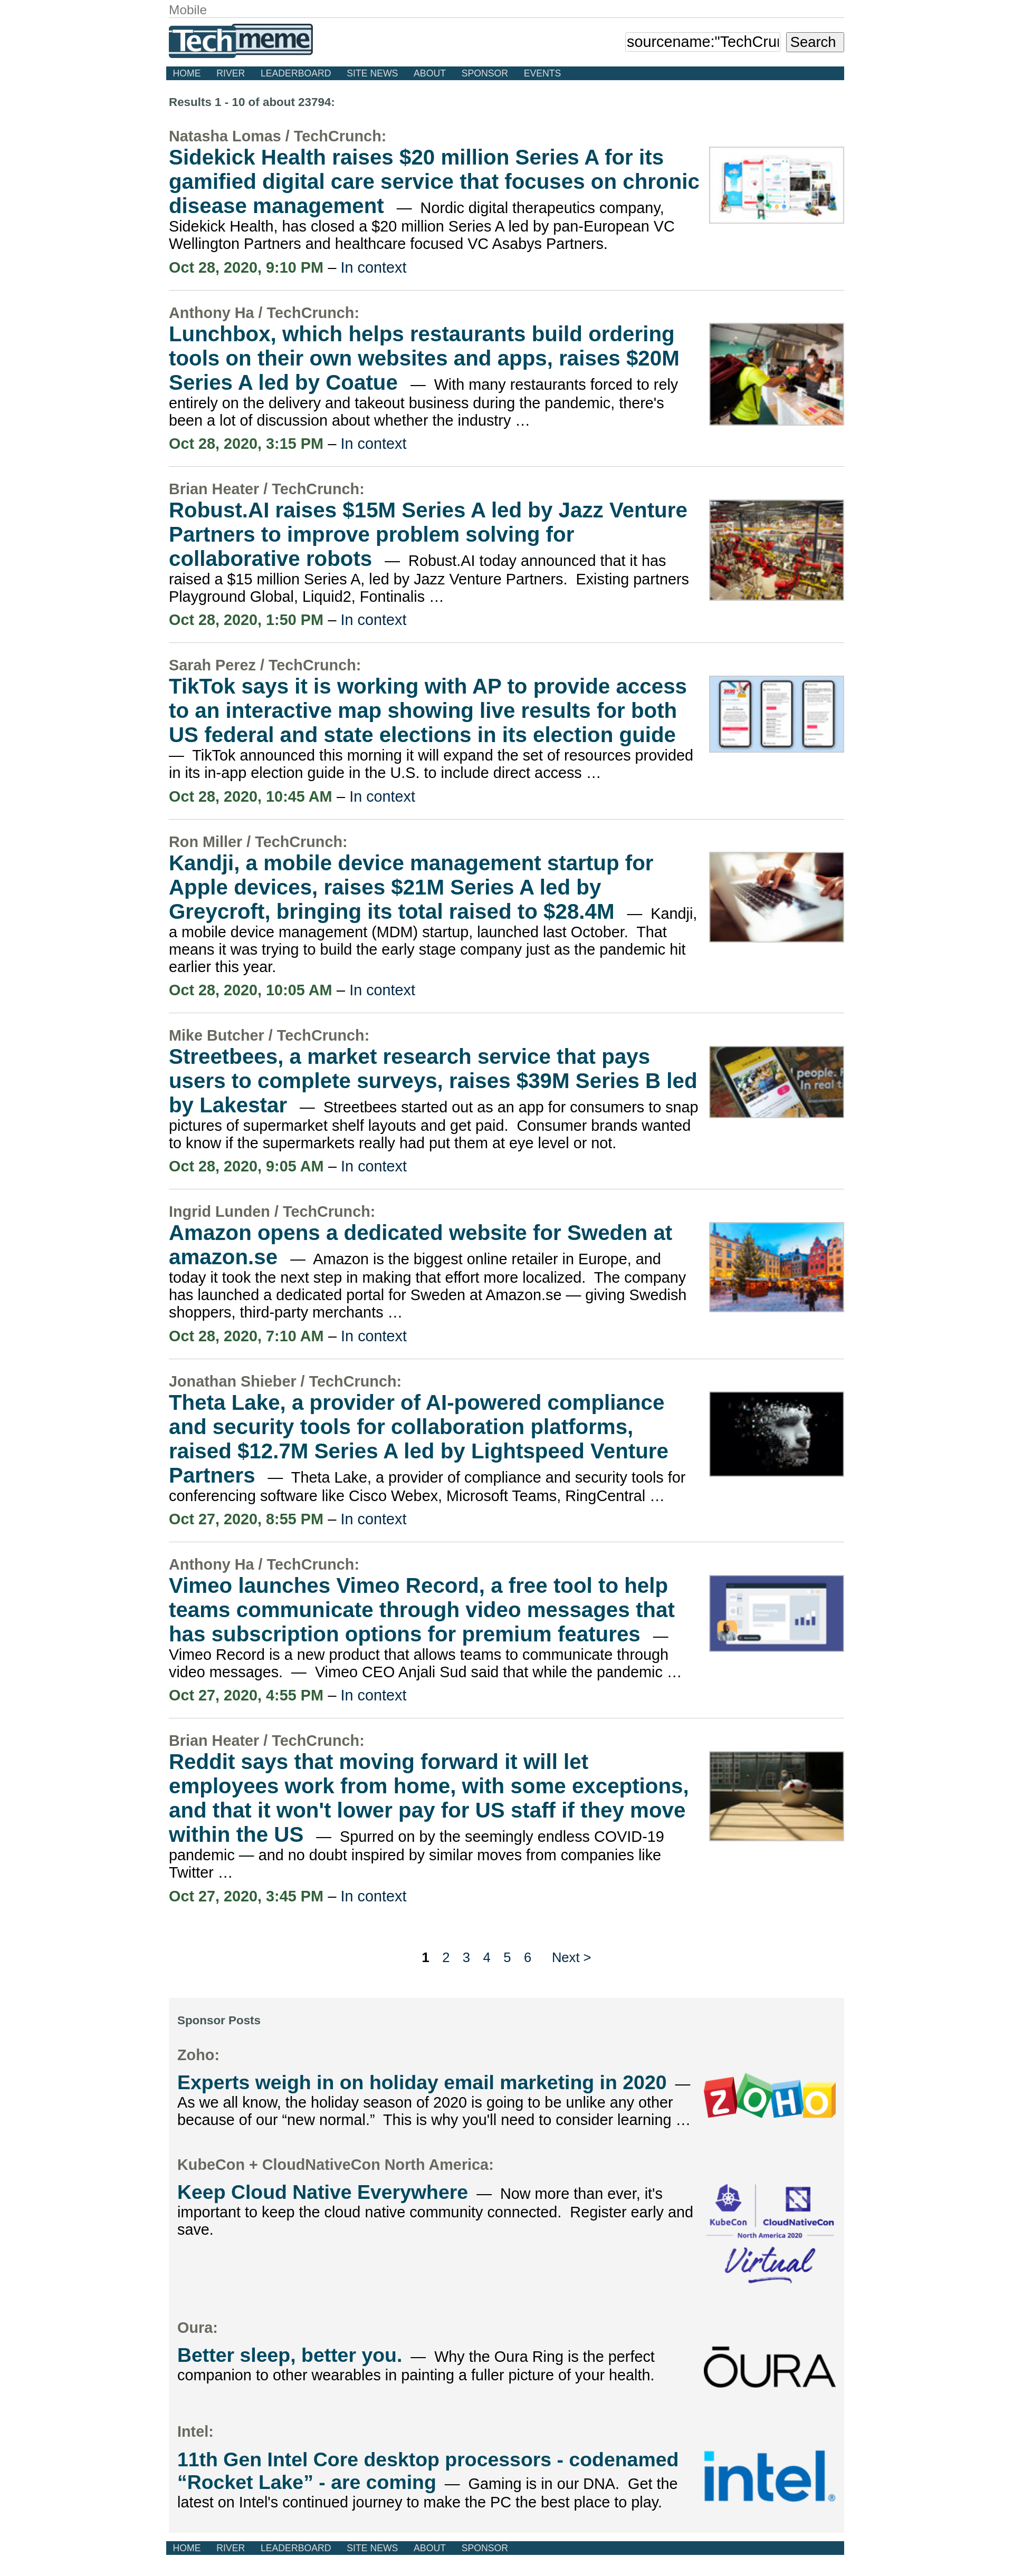 Mobile
Techmeme
sourcename:"TechCru
Search
HOME RIVER LEADERBOARD SITE NEWS ABOUT SPONSOR EVENTS
Results 1 - 10 of about 23794:
Natasha Lomas / TechCrunch:
Sidekick Health raises $20 million Series A for its
gamified digital care service that focuses on chronic
disease management — Nordic digital therapeutics company,
Sidekick Health, has closed a $20 million Series A led by pan-European VC
Wellington Partners and healthcare focused VC Asabys Partners.
Oct 28, 2020, 9:10 PM – In context
Anthony Ha / TechCrunch:
Lunchbox, which helps restaurants build ordering
tools on their own websites and apps, raises $20M
Series A led by Coatue — With many restaurants forced to rely
entirely on the delivery and takeout business during the pandemic, there's
been a lot of discussion about whether the industry …
Oct 28, 2020, 3:15 PM – In context
Brian Heater / TechCrunch:
Robust.AI raises $15M Series A led by Jazz Venture
Partners to improve problem solving for
collaborative robots — Robust.AI today announced that it has
raised a $15 million Series A, led by Jazz Venture Partners. Existing partners
Playground Global, Liquid2, Fontinalis …
Oct 28, 2020, 1:50 PM – In context
Sarah Perez / TechCrunch:
TikTok says it is working with AP to provide access
to an interactive map showing live results for both
US federal and state elections in its election guide
— TikTok announced this morning it will expand the set of resources provided
in its in-app election guide in the U.S. to include direct access …
Oct 28, 2020, 10:45 AM – In context
Ron Miller / TechCrunch:
Kandji, a mobile device management startup for
Apple devices, raises $21M Series A led by
Greycroft, bringing its total raised to $28.4M — Kandji,
a mobile device management (MDM) startup, launched last October. That
means it was trying to build the early stage company just as the pandemic hit
earlier this year.
Oct 28, 2020, 10:05 AM – In context
Mike Butcher / TechCrunch:
Streetbees, a market research service that pays
users to complete surveys, raises $39M Series B led
by Lakestar — Streetbees started out as an app for consumers to snap
pictures of supermarket shelf layouts and get paid. Consumer brands wanted
to know if the supermarkets really had put them at eye level or not.
people.
In real
Oct 28, 2020, 9:05 AM – In context
Ingrid Lunden / TechCrunch:
Amazon opens a dedicated website for Sweden at
amazon.se — Amazon is the biggest online retailer in Europe, and
today it took the next step in making that effort more localized. The company
has launched a dedicated portal for Sweden at Amazon.se — giving Swedish
shoppers, third-party merchants …
Oct 28, 2020, 7:10 AM – In context
Jonathan Shieber / TechCrunch:
Theta Lake, a provider of AI-powered compliance
and security tools for collaboration platforms,
raised $12.7M Series A led by Lightspeed Venture
Partners — Theta Lake, a provider of compliance and security tools for
conferencing software like Cisco Webex, Microsoft Teams, RingCentral …
Oct 27, 2020, 8:55 PM – In context
Anthony Ha / TechCrunch:
Vimeo launches Vimeo Record, a free tool to help
teams communicate through video messages that
has subscription options for premium features —
Vimeo Record is a new product that allows teams to communicate through
video messages. — Vimeo CEO Anjali Sud said that while the pandemic …
Oct 27, 2020, 4:55 PM – In context
Brian Heater / TechCrunch:
Reddit says that moving forward it will let
employees work from home, with some exceptions,
and that it won't lower pay for US staff if they move
within the US — Spurred on by the seemingly endless COVID-19
pandemic — and no doubt inspired by similar moves from companies like
Twitter …
Oct 27, 2020, 3:45 PM – In context
1 2 3 4 5 6 Next >
Sponsor Posts
Zoho:
Experts weigh in on holiday email marketing in 2020 —
As we all know, the holiday season of 2020 is going to be unlike any other
because of our “new normal.” This is why you'll need to consider learning …
ZOHO
KubeCon + CloudNativeCon North America:
Keep Cloud Native Everywhere — Now more than ever, it's
important to keep the cloud native community connected. Register early and
save.
KubeCon CloudNativeCon
North America 2020
Virtual
Oura:
Better sleep, better you. — Why the Oura Ring is the perfect
companion to other wearables in painting a fuller picture of your health.
ŌURA
Intel:
11th Gen Intel Core desktop processors - codenamed
“Rocket Lake” - are coming — Gaming is in our DNA. Get the
latest on Intel's continued journey to make the PC the best place to play.
intel®
HOME RIVER LEADERBOARD SITE NEWS ABOUT SPONSOR